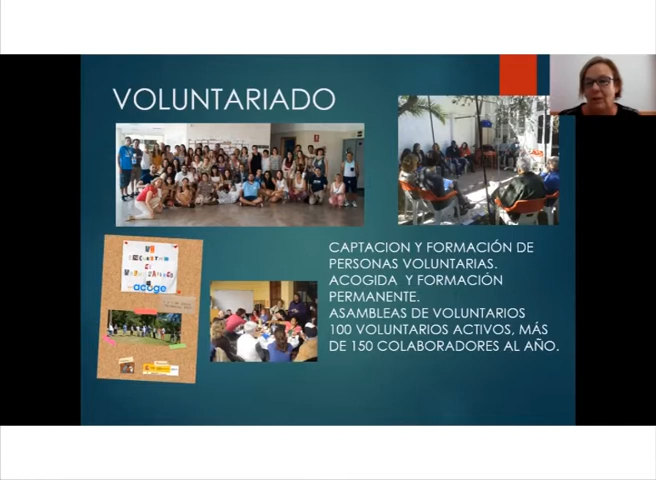 VOLUNTARIADO
CAPTACION Y FORMACIÓN DE
PERSONAS VOLUNTARIAS.
ACOGIDA Y FORMACIÓN
PERMANENTE.
ASAMBLEAS DE VOLUNTARIOS
100 VOLUNTARIOS ACTIVOS, MÁS
DE 150 COLABORADORES AL AÑO.
acoge